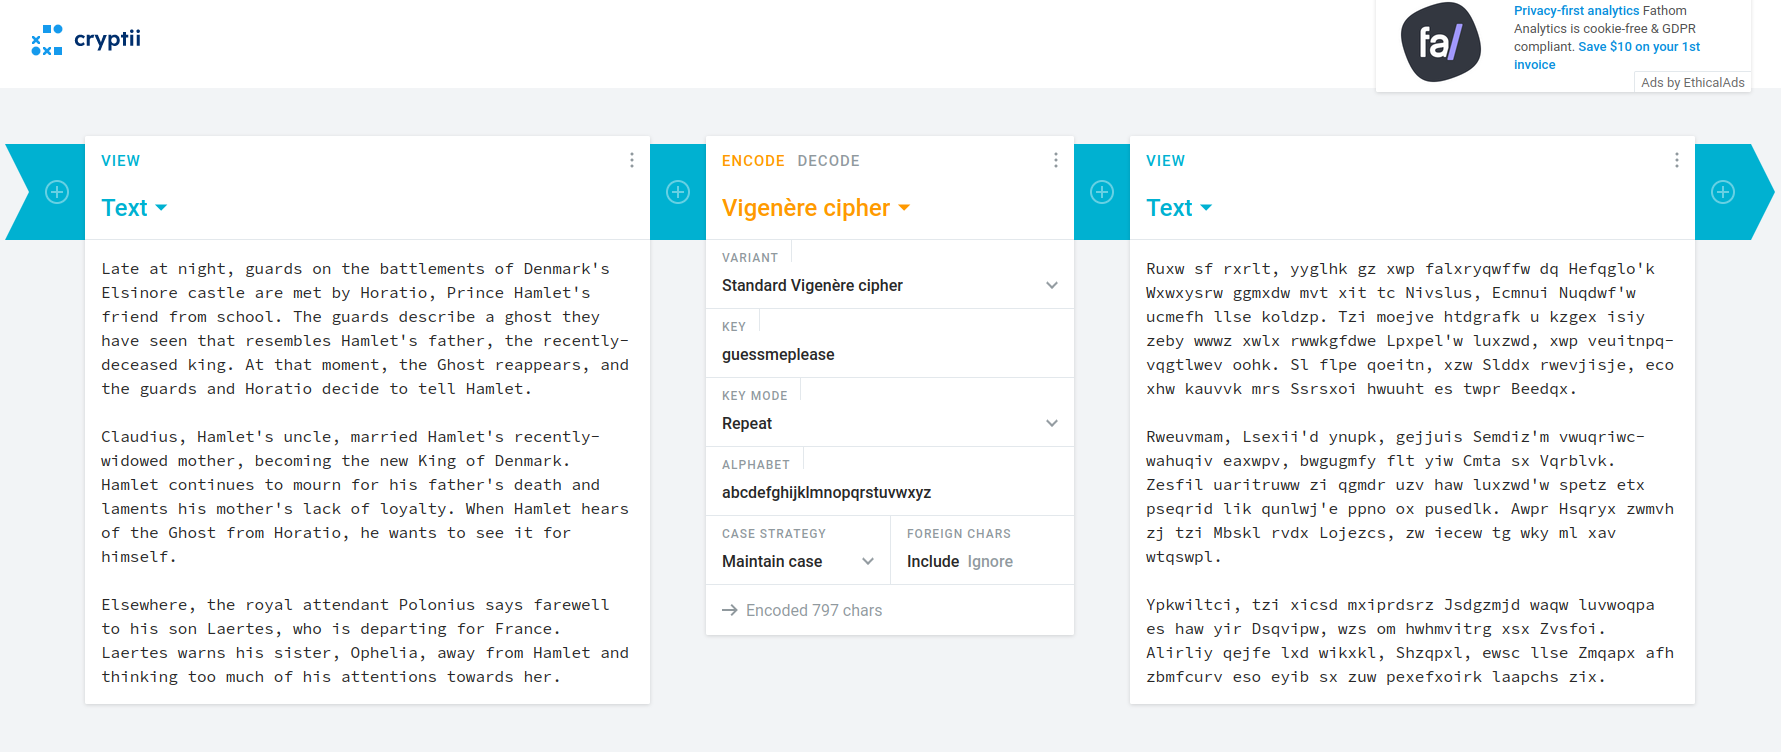 cryptii
Privacy-first analytics Fathom
Analytics is cookie-free & GDPR
compliant. Save $10 on your 1st
invoice
fa/
Ads by EthicalAds
VIEW
Text
Late at night, guards on the battlements of Denmark's
Elsinore castle are met by Horatio, Prince Hamlet's
friend from school. The guards describe a ghost they
have seen that resembles Hamlet's father, the recently-
deceased king. At that moment, the Ghost reappears, and
the guards and Horatio decide to tell Hamlet.
Claudius, Hamlet's uncle, married Hamlet's recently-
widowed mother, becoming the new King of Denmark.
Hamlet continues to mourn for his father's death and
laments his mother's lack of loyalty. When Hamlet hears
of the Ghost from Horatio, he wants to see it for
himself.
Elsewhere, the royal attendant Polonius says farewell
to his son Laertes, who is departing for France.
Laertes warns his sister, Ophelia, away from Hamlet and
thinking too much of his attentions towards her.
ENCODE DECODE
Vigenère cipher
VARIANT
Standard Vigenère cipher
KEY
guessmeplease
KEY MODE
Repeat
ALPHABET
abcdefghijklmnopqrstuvwxyz
CASE STRATEGY
Maintain case
FOREIGN CHARS
Include Ignore
Encoded 797 chars
VIEW
Text
Ruxw sf rxrlt, yyglhk gz xwp falxryqwffw dq Hefqglo'k
Wxwxysrw ggmxdw mvt xit tc Nivslus, Ecmnui Nuqdwf'w
ucmefh llse koldzp. Tzi moejve htdgrafk u kzgex isiy
zeby wwwz xwlx rwwkgfdwe Lpxpel'w luxzwd, xwp veuitnpq-
vqgtlwev oohk. Sl flpe qoeitn, xzw Slddx rwevjisje, eco
xhw kauvvk mrs Ssrsxoi hwuuht es twpr Beedqx.
Rweuvmam, Lsexii'd ynupk, gejjuis Semdiz'm vwuqriwc-
wahuqiv eaxwpv, bwgugmfy flt yiw Cmta sx Vqrblvk.
Zesfil uaritruww zi qgmdr uzv haw luxzwd'w spetz etx
pseqrid lik qunlwj'e ppno ox pusedlk. Awpr Hsqryx zwmvh
zj tzi Mbskl rvdx Lojezcs, zw iecew tg wky ml xav
wtqswpl.
Ypkwiltci, tzi xicsd mxiprdsrz Jsdgzmjd waqw luvwoqpa
es haw yir Dsqvipw, wzs om hwhmvitrg xsx Zvsfoi.
Alirliy qejfe lxd wikxkl, Shzqpxl, ewsc llse Zmqapx afh
zbmfcurv eso eyib sx zuw pexefxoirk laapchs zix.